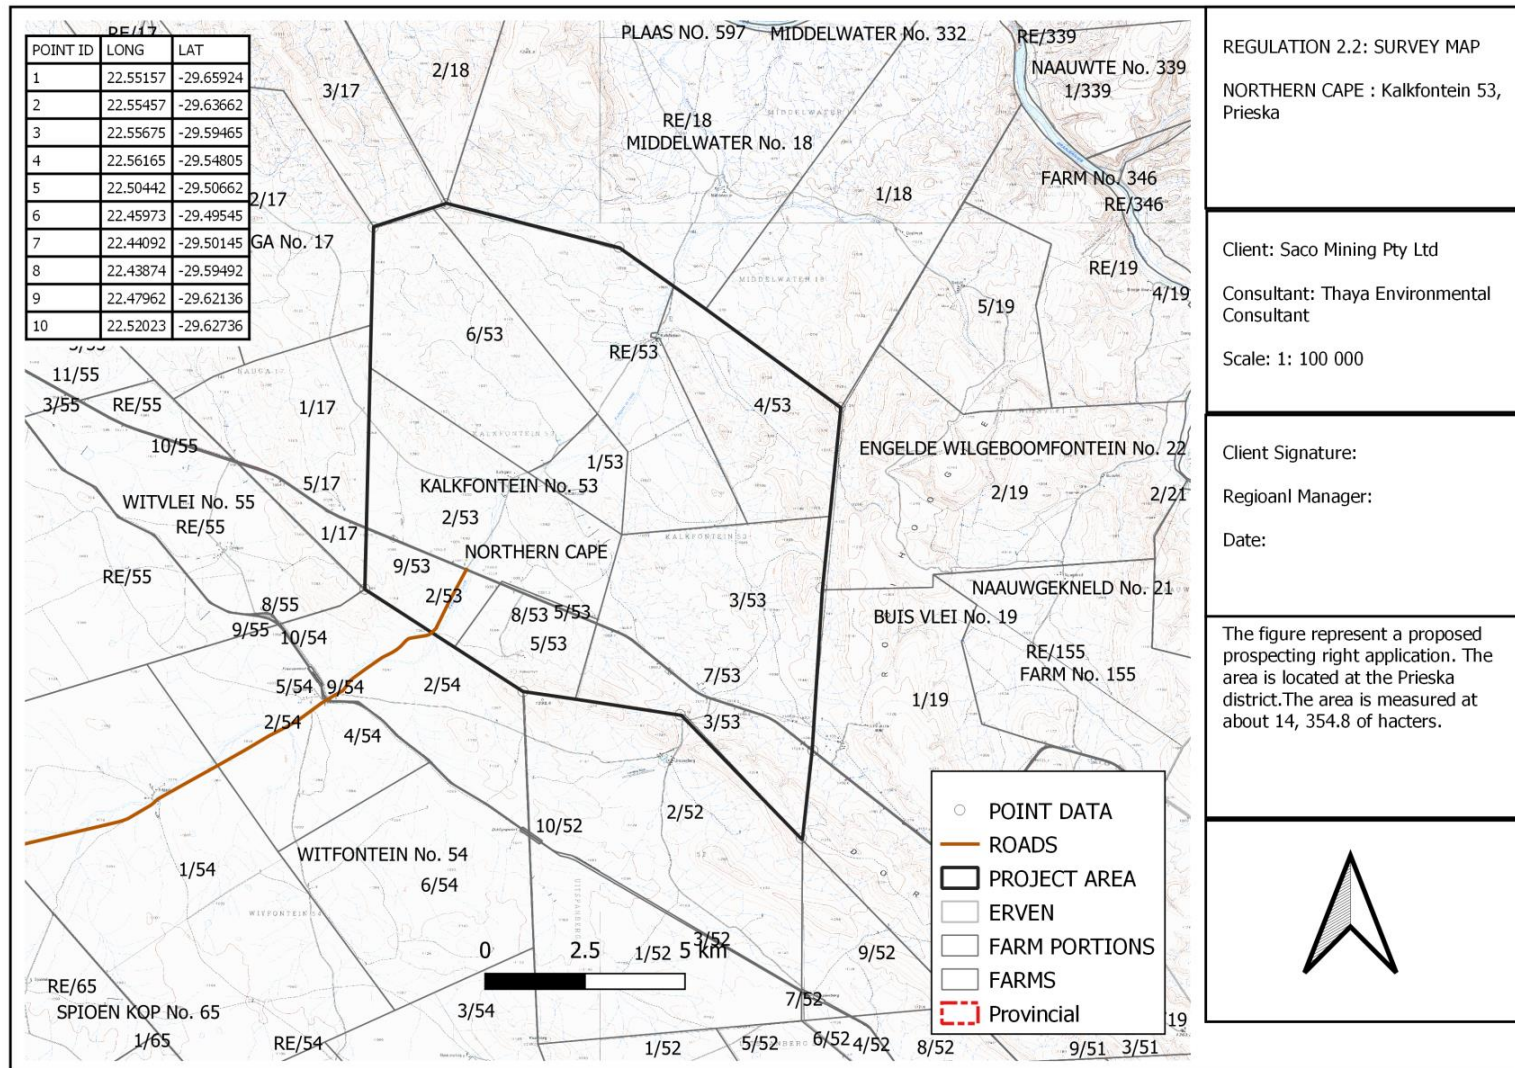 POINT ID LONG LAT
1 22.55157 -29.65924
2 22.55457 -29.63662
3 22.55675 -29.59465
4 22.56165 -29.54805
5 22.50442 -29.50662
6 22.45973 -29.49545
7 22.44092 -29.50145
8 22.43874 -29.59492
9 22.47962 -29.62136
10 22.52023 -29.62736
RE/17
PLAAS NO. 597
MIDDELWATER No. 332
RE/339
NAAUWTE No. 339
1/339
2/18
3/17
RE/18
MIDDELWATER No. 18
MIDDELWATER 18
FARM No. 346
RE/346
1/18
2/17
GA No. 17
RE/19
4/19
MIDDELWATER 18
5/19
6/53
RE/53
11/55
3/55
RE/55
1/17
4/53
10/55
ENGELDE WILGEBOOMFONTEIN No. 22
KALKFONTEIN 53
1/53
5/17
KALKFONTEIN No. 53
2/19
2/21
WITVLEI No. 55
RE/55
2/53
1/17
KALKFONTEIN 53
NORTHERN CAPE
9/53
RE/55
2/53
NAAUWGEKNELD No. 21
8/55
8/53
5/53
3/53
BUIS VLEI No. 19
9/55
10/54
5/53
RE/155
FARM No. 155
5/54
9/54
2/54
7/53
1/19
2/54
4/54
3/53
2/52
10/52
WITFONTEIN No. 54
1/54
6/54
WITFONTEIN 54
3/52
1/52
9/52
0 2.5 5 km
RE/65
SPIOEN KOP No. 65
3/54
7/52
1/65
RE/54
1/52
5/52
6/52
4/52
8/52
9/51
3/51
/19
POINT DATA
ROADS
PROJECT AREA
ERVEN
FARM PORTIONS
FARMS
Provincial
REGULATION 2.2: SURVEY MAP
NORTHERN CAPE : Kalkfontein 53,
Prieska
Client: Saco Mining Pty Ltd
Consultant: Thaya Environmental
Consultant
Scale: 1: 100 000
Client Signature:
Regioanl Manager:
Date:
The figure represent a proposed
prospecting right application. The
area is located at the Prieska
district.The area is measured at
about 14, 354.8 of hacters.